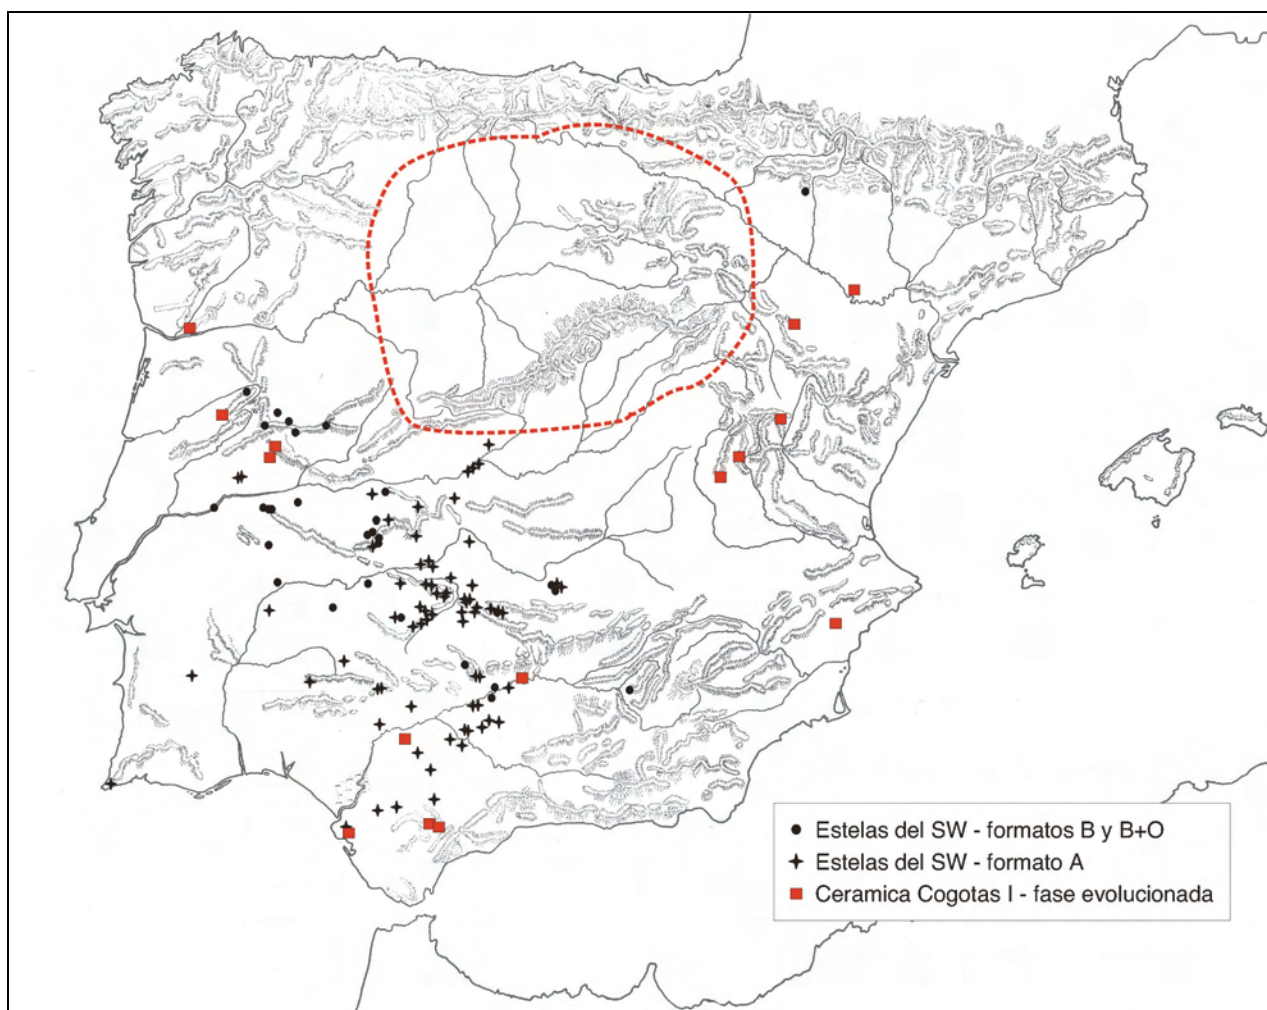 Estelas del SW - formatos B y B+O
Estelas del SW - formato A
Ceramica Cogotas I - fase evolucionada